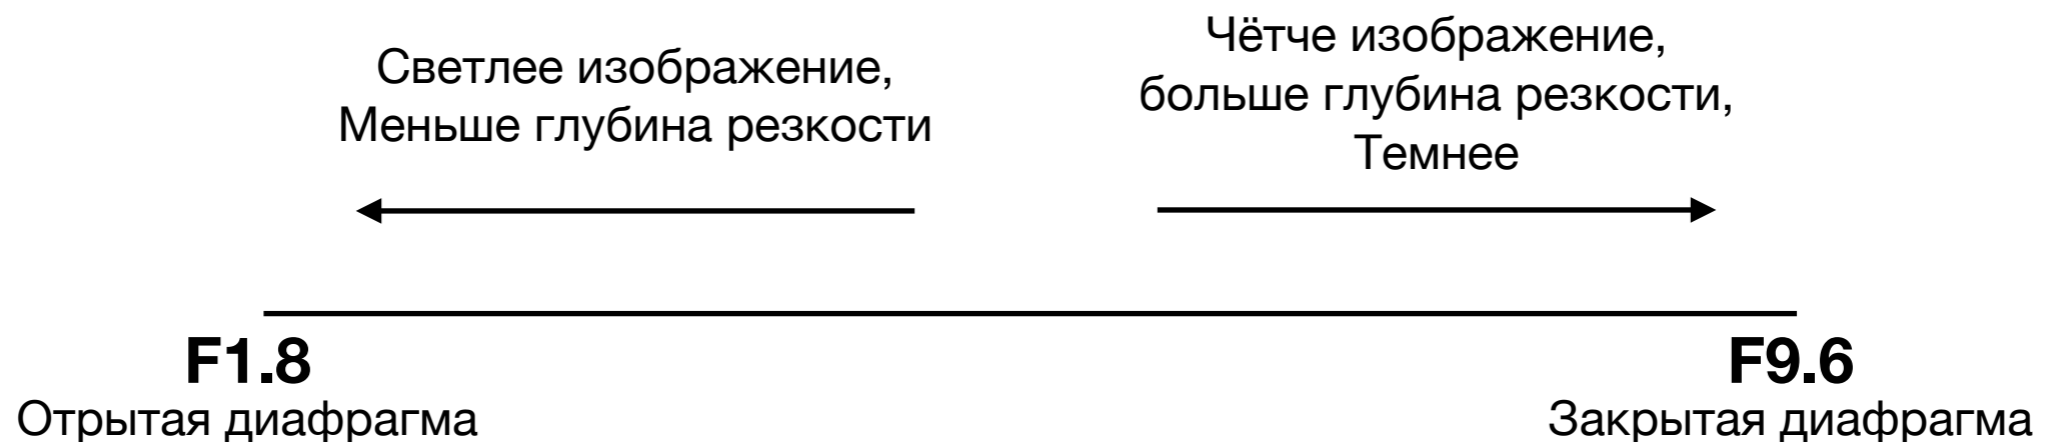 Светлее изображение,
Меньше глубина резкости
Чётче изображение,
больше глубина резкости,
Темнее
F1.8
Отрытая диафрагма
F9.6
Закрытая диафрагма